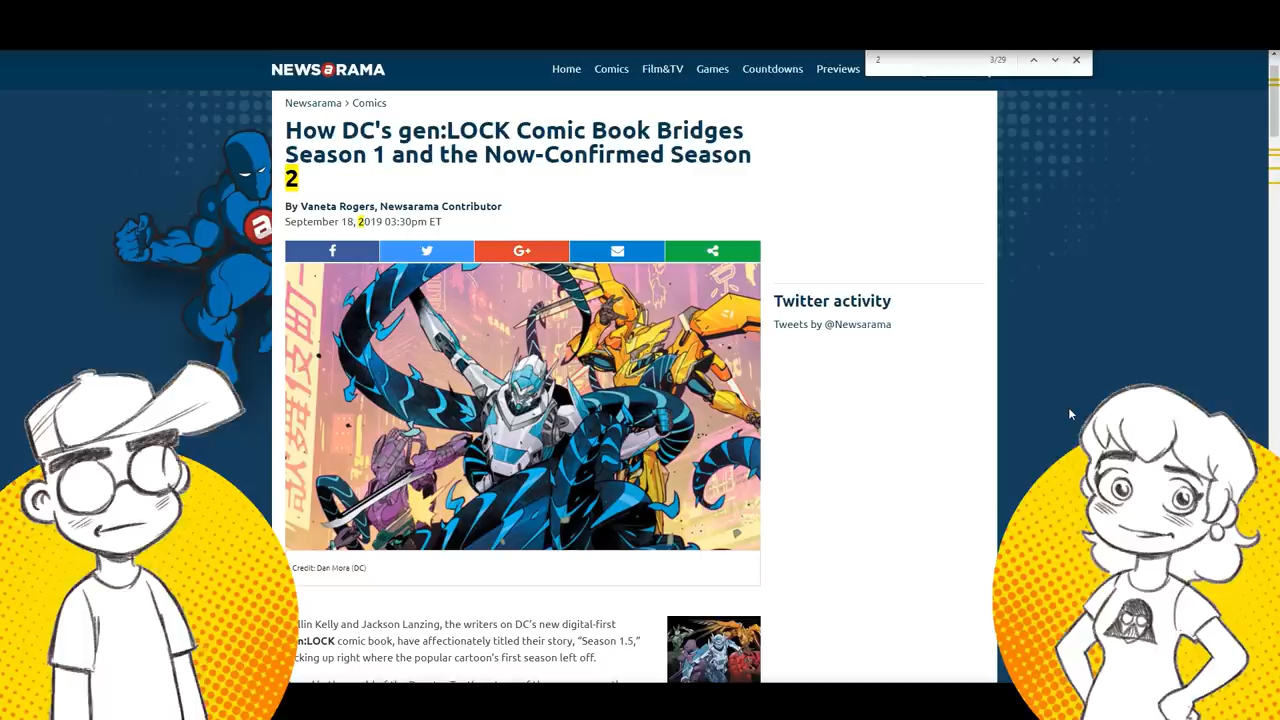 2
3/29
NEWSaRAMA
Home Comics Film&TV Games Countdowns Previews
Newsarama > Comics
How DC's gen:LOCK Comic Book Bridges
Season 1 and the Now-Confirmed Season
2
By Vaneta Rogers, Newsarama Contributor
September 18, 2019 03:30pm ET
Twitter activity
Tweets by @Newsarama
Credit: Dan Mora (DC)
llin Kelly and Jackson Lanzing, the writers on DC's new digital-first
n:LOCK comic book, have affectionately titled their story, "Season 1.5,"
cking up right where the popular cartoon's first season left off.